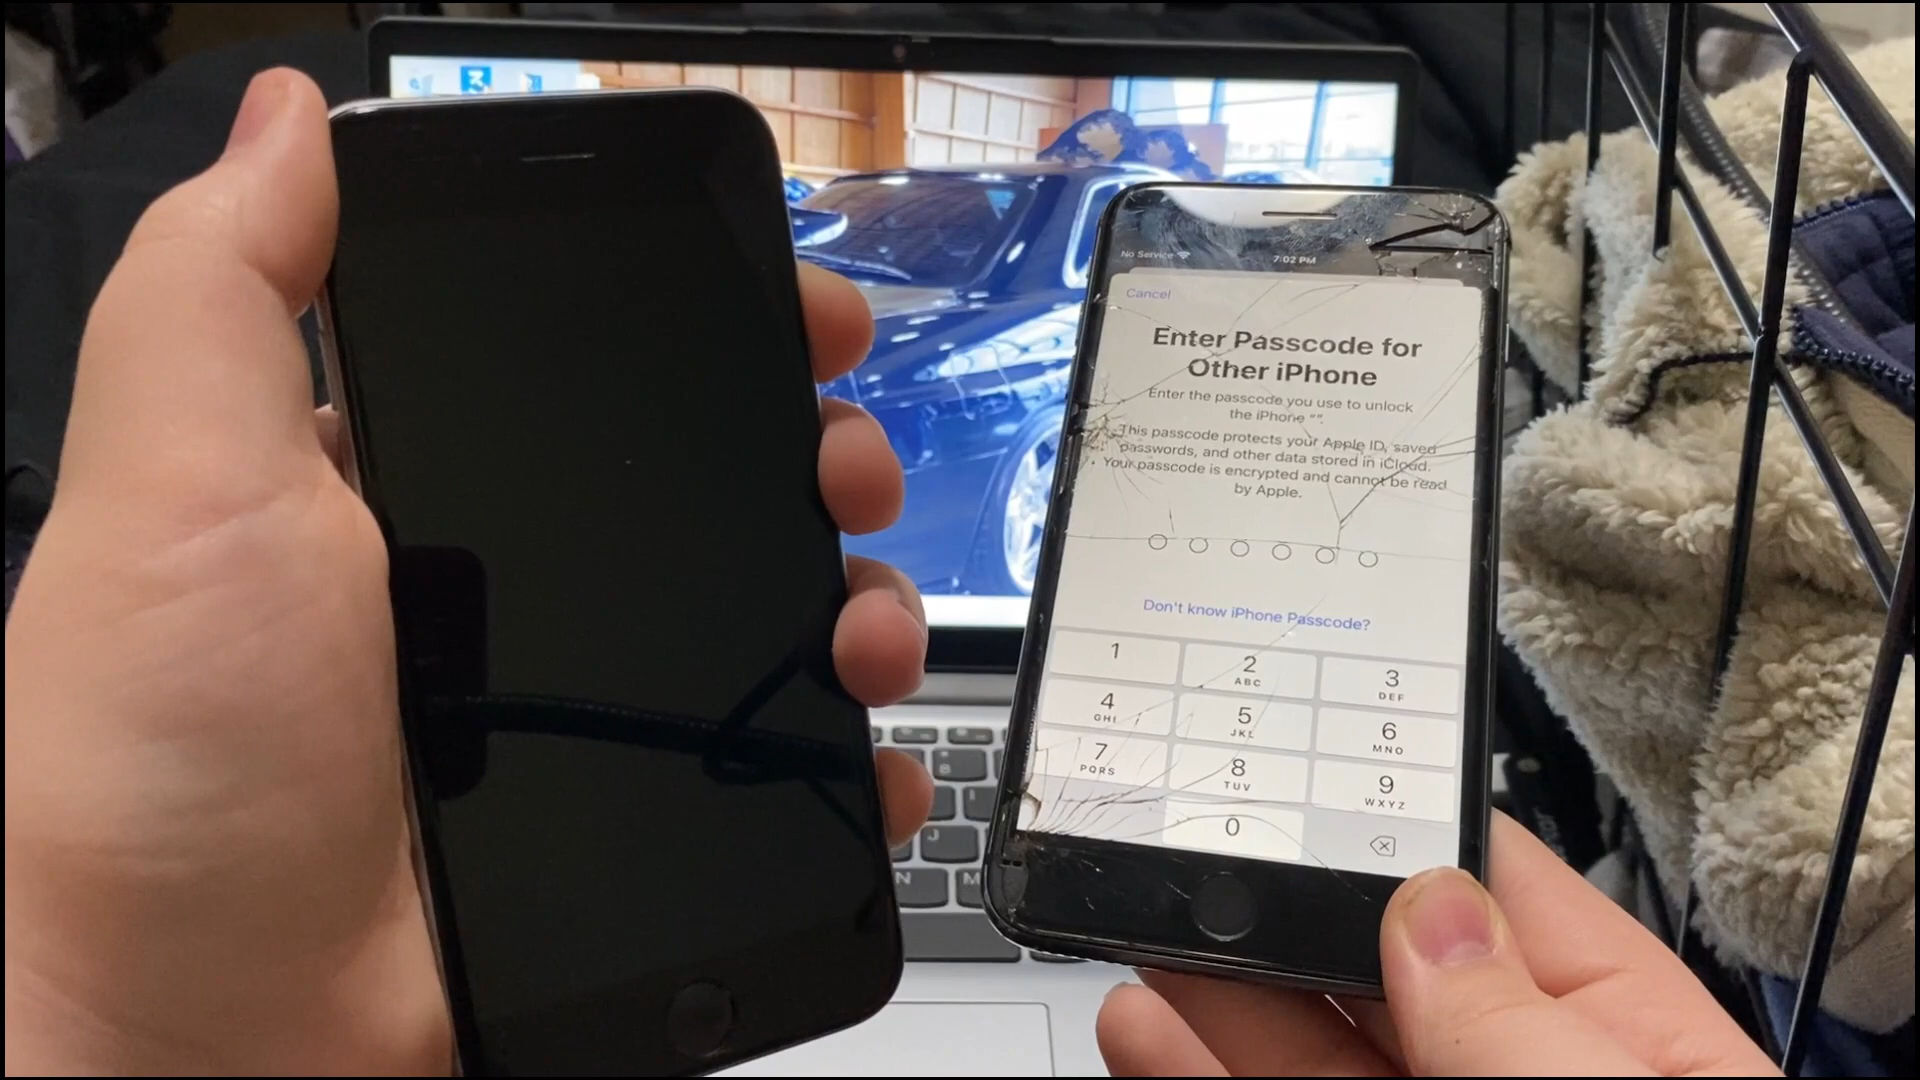 3
No Service
7:02 PM
Cancel
Enter Passcode for
Other iPhone
Enter the passcode you use to unlock
the iPhone “”.
This passcode protects your Apple ID, saved
passwords, and other data stored in iCloud.
Your passcode is encrypted and cannot be read
by Apple.
Don't know iPhone Passcode?
1
2
ABC
3
DEF
4
GHI
5
JKL
6
MNO
7
PQRS
8
TUV
9
WXYZ
0
J
N
M